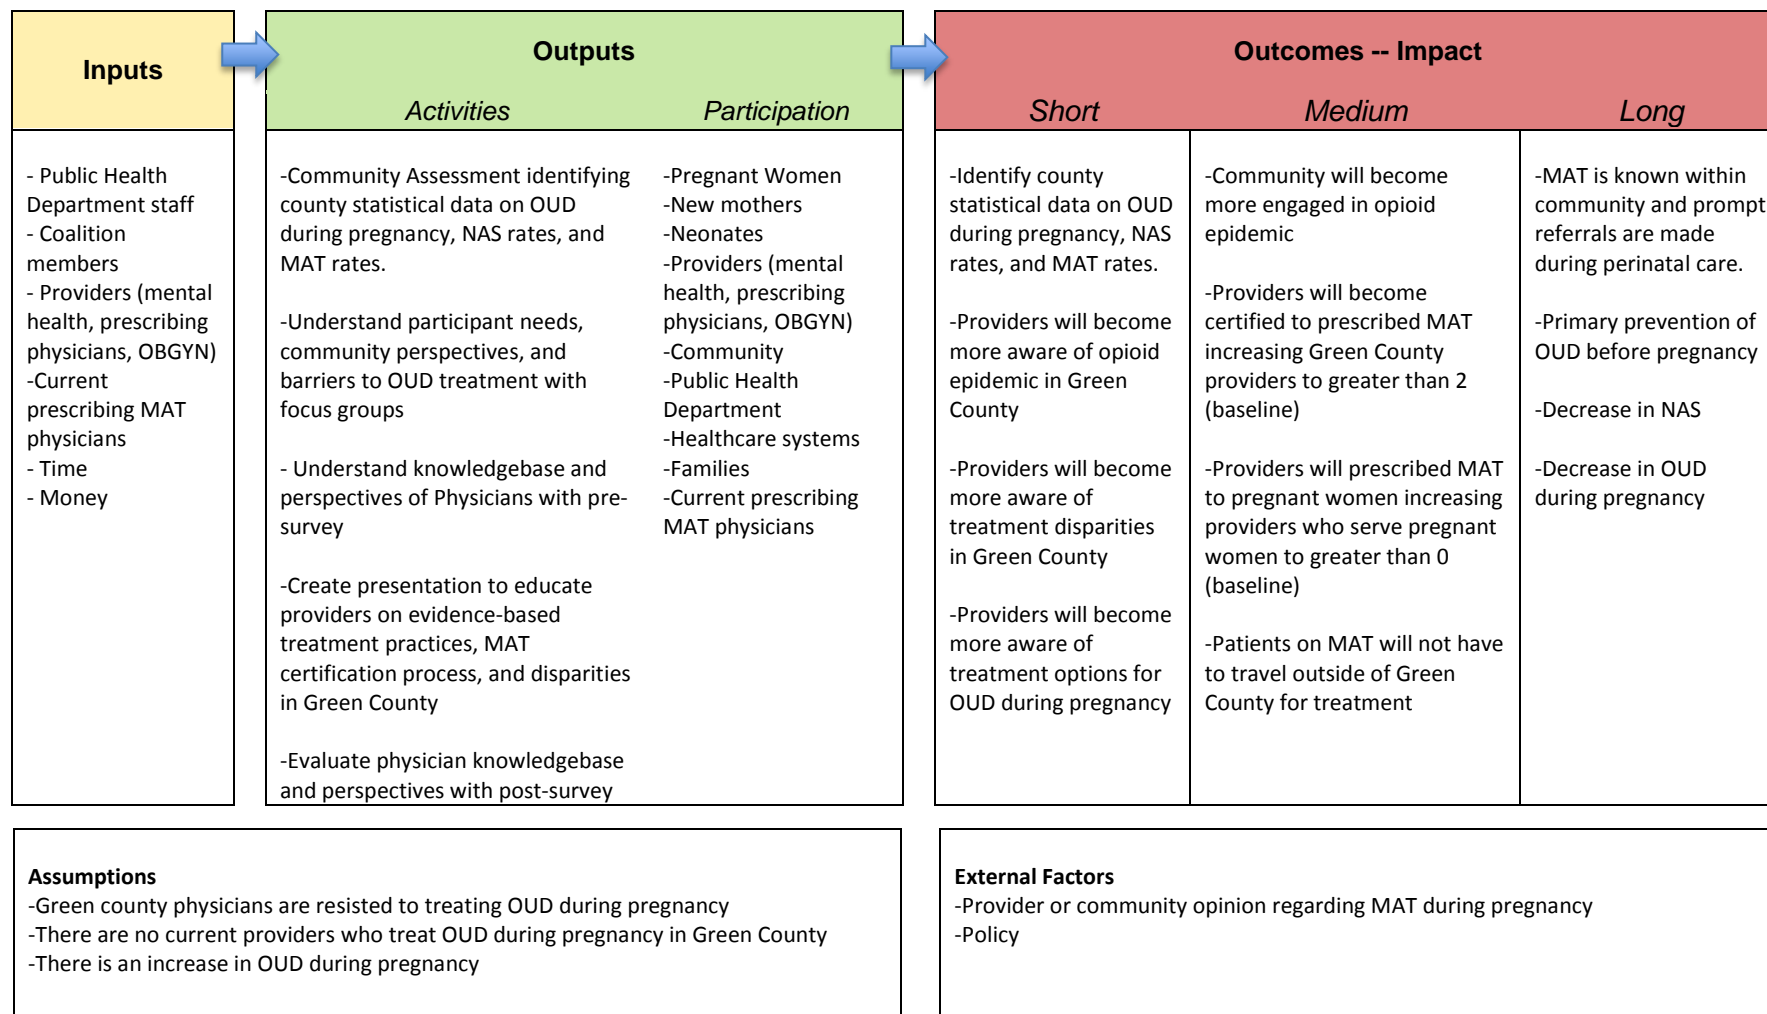 Inputs
Outputs
Activities
Participation
Outcomes -- Impact
Short
Medium
Long
- Public Health
Department staff
- Coalition
members
- Providers (mental
health, prescribing
physicians, OBGYN)
-Current
prescribing MAT
physicians
- Time
- Money
-Community Assessment identifying
county statistical data on OUD
during pregnancy, NAS rates, and
MAT rates.
-Understand participant needs,
community perspectives, and
barriers to OUD treatment with
focus groups
- Understand knowledgebase and
perspectives of Physicians with pre-
survey
-Create presentation to educate
providers on evidence-based
treatment practices, MAT
certification process, and disparities
in Green County
-Evaluate physician knowledgebase
and perspectives with post-survey
-Pregnant Women
-New mothers
-Neonates
-Providers (mental
health, prescribing
physicians, OBGYN)
-Community
-Public Health
Department
-Healthcare systems
-Families
-Current prescribing
MAT physicians
-Identify county
statistical data on OUD
during pregnancy, NAS
rates, and MAT rates.
-Providers will become
more aware of opioid
epidemic in Green
County
-Providers will become
more aware of
treatment disparities
in Green County
-Providers will become
more aware of
treatment options for
OUD during pregnancy
-Community will become
more engaged in opioid
epidemic
-Providers will become
certified to prescribed MAT
increasing Green County
providers to greater than 2
(baseline)
-Providers will prescribed MAT
to pregnant women increasing
providers who serve pregnant
women to greater than 0
(baseline)
-Patients on MAT will not have
to travel outside of Green
County for treatment
-MAT is known within
community and prompt
referrals are made
during perinatal care.
-Primary prevention of
OUD before pregnancy
-Decrease in NAS
-Decrease in OUD
during pregnancy
Assumptions
-Green county physicians are resisted to treating OUD during pregnancy
-There are no current providers who treat OUD during pregnancy in Green County
-There is an increase in OUD during pregnancy
External Factors
-Provider or community opinion regarding MAT during pregnancy
-Policy